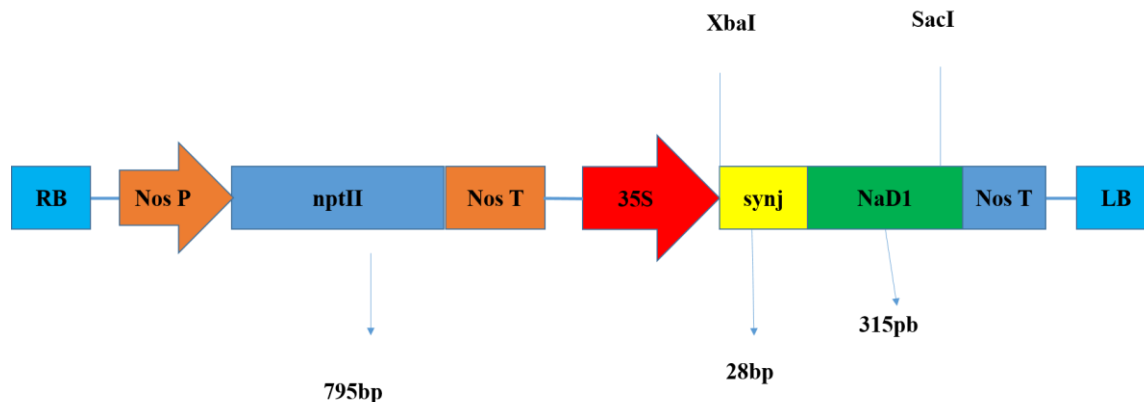 XbaI
SacI
RB
Nos P
nptII
Nos T
35S
synj
NaD1
Nos T
LB
795bp
28bp
315pb